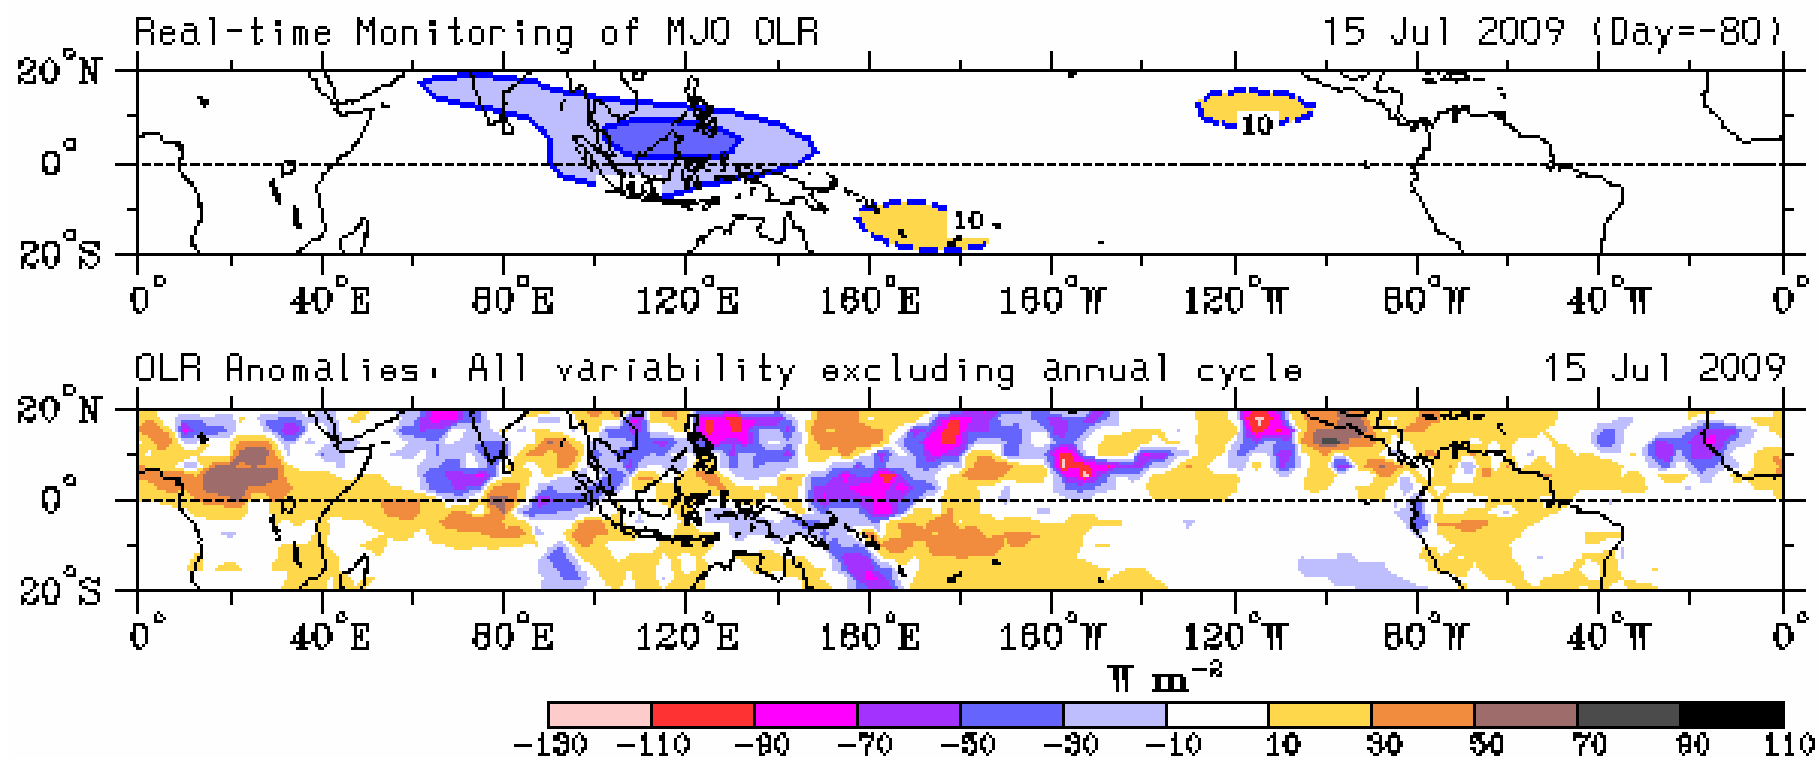 Real-time Monitoring of MJO OLR 15 Jul 2009 (Day=-80)
20°N
0°
20°S
10
10
0° 40°E 80°E 120°E 160°E 160°W 120°W 80°W 40°W 0°
OLR Anomalies. All variability excluding annual cycle 15 Jul 2009
20°N
0°
20°S
0° 40°E 80°E 120°E 160°E 160°W 120°W 80°W 40°W 0°
W m⁻²
-130 -110 -90 -70 -50 -30 -10 10 30 50 70 90 110